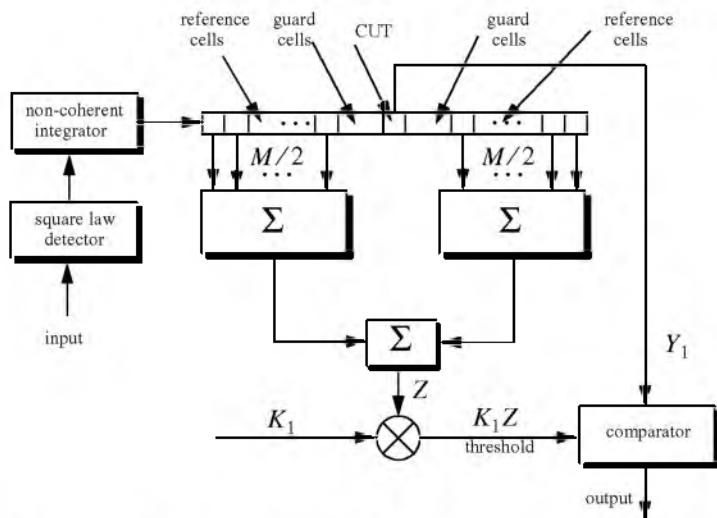 reference
cells
guard
cells
CUT
guard
cells
reference
cells
non-coherent
integrator
...
...
M/2
...
M/2
...
square law
detector
Σ
Σ
input
Σ
Y1
Z
K1
K1Z
threshold
comparator
output